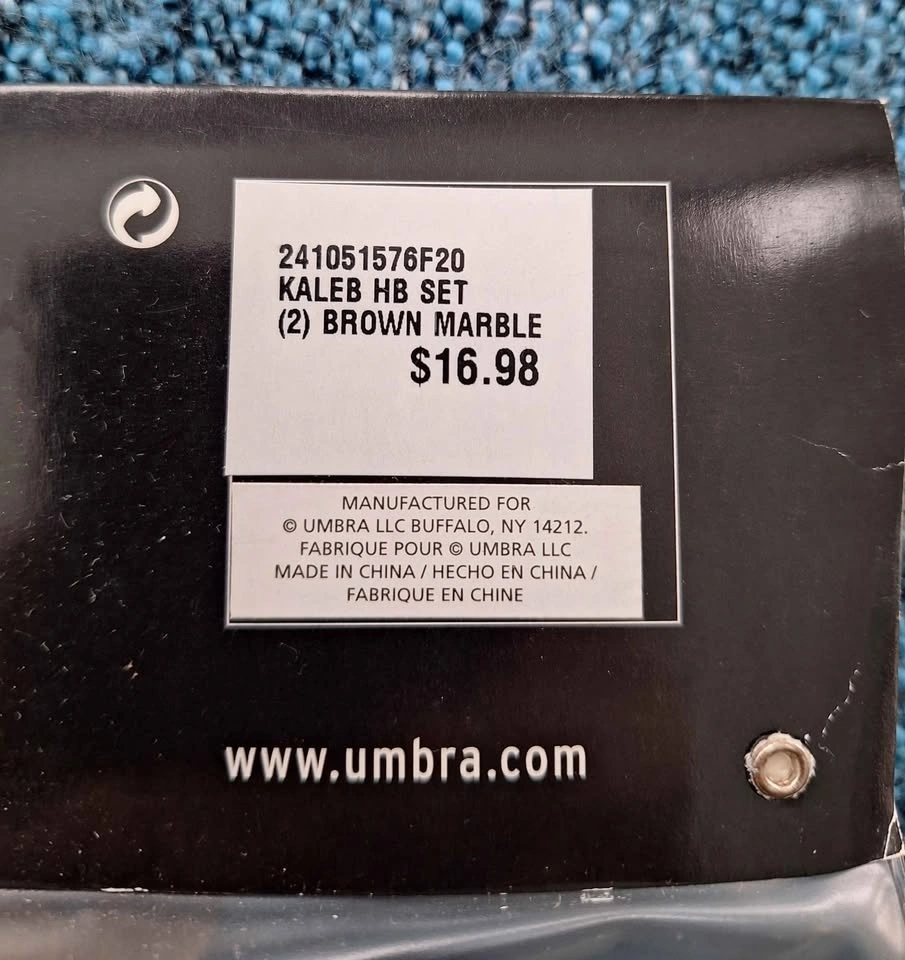 241051576F20
KALEB HB SET
(2) BROWN MARBLE
$16.98
MANUFACTURED FOR
© UMBRA LLC BUFFALO, NY 14212.
FABRIQUE POUR © UMBRA LLC
MADE IN CHINA / HECHO EN CHINA /
FABRIQUE EN CHINE
www.umbra.com